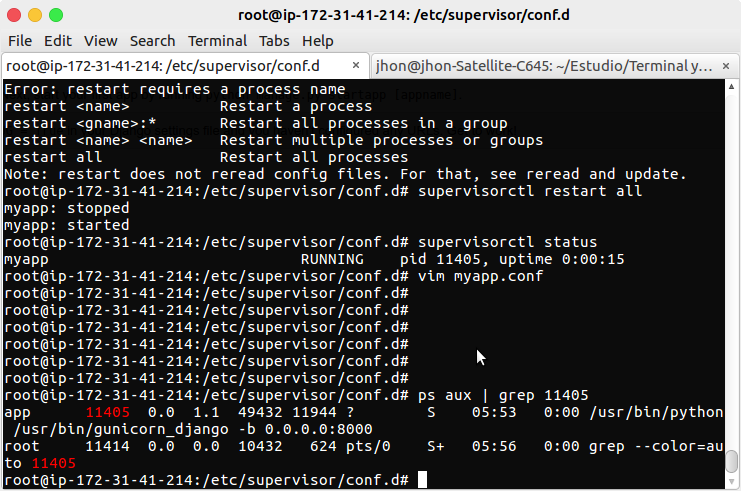 root@ip-172-31-41-214: /etc/supervisor/conf.d
File Edit View Search Terminal Tabs Help
root@ip-172-31-41-214: /etc/supervisor/conf.d × jhon@jhon-Satellite-C645: ~/Estudio/Terminal y... ×
Error: restart requires a process name
restart <name> Restart a process
restart <gname>:* Restart all processes in a group
restart <name> <name> Restart multiple processes or groups
restart all Restart all processes
Note: restart does not reread config files. For that, see reread and update.
root@ip-172-31-41-214:/etc/supervisor/conf.d# supervisorctl restart all
myapp: stopped
myapp: started
root@ip-172-31-41-214:/etc/supervisor/conf.d# supervisorctl status
myapp RUNNING pid 11405, uptime 0:00:15
root@ip-172-31-41-214:/etc/supervisor/conf.d# vim myapp.conf
root@ip-172-31-41-214:/etc/supervisor/conf.d#
root@ip-172-31-41-214:/etc/supervisor/conf.d#
root@ip-172-31-41-214:/etc/supervisor/conf.d#
root@ip-172-31-41-214:/etc/supervisor/conf.d#
root@ip-172-31-41-214:/etc/supervisor/conf.d#
root@ip-172-31-41-214:/etc/supervisor/conf.d#
root@ip-172-31-41-214:/etc/supervisor/conf.d# ps aux | grep 11405
app 11405 0.0 1.1 49432 11944 ? S 05:53 0:00 /usr/bin/python
/usr/bin/gunicorn_django -b 0.0.0.0:8000
root 11414 0.0 0.0 10432 624 pts/0 S+ 05:56 0:00 grep --color=au
to 11405
root@ip-172-31-41-214:/etc/supervisor/conf.d#